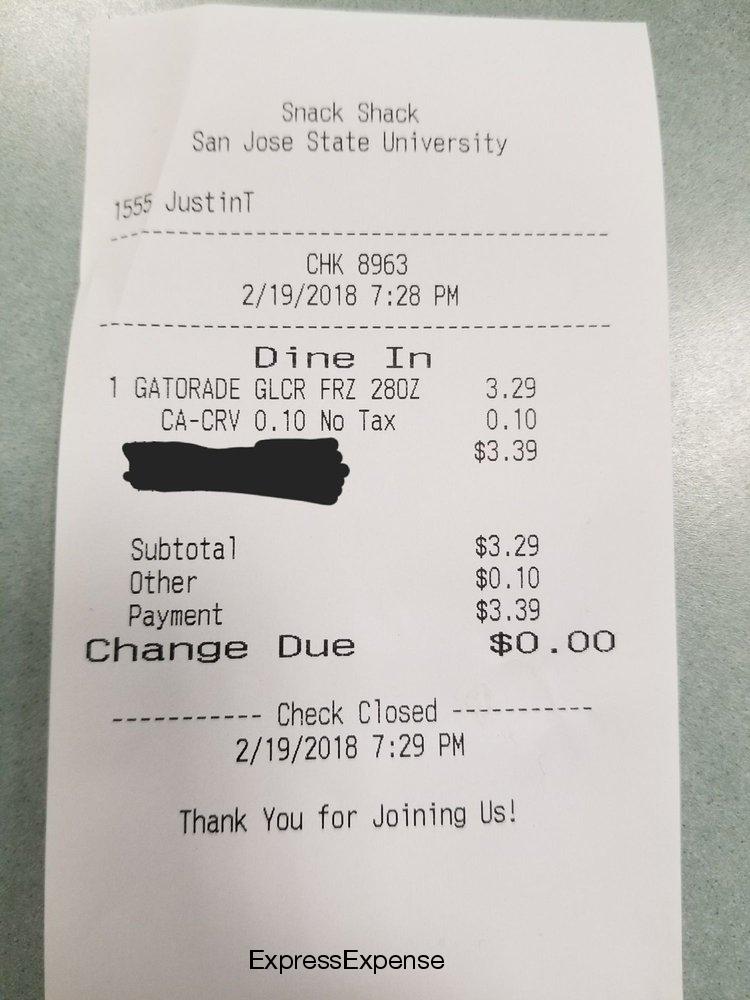 Snack Shack
San Jose State University
1555 JustinT
CHK 8963
2/19/2018 7:28 PM
Dine In
1 GATORADE GLCR FRZ 28OZ 3.29
CA-CRV 0.10 No Tax 0.10
$3.39
Subtotal $3.29
Other $0.10
Payment $3.39
Change Due $0.00
----------- Check Closed -----------
2/19/2018 7:29 PM
Thank You for Joining Us!
ExpressExpense